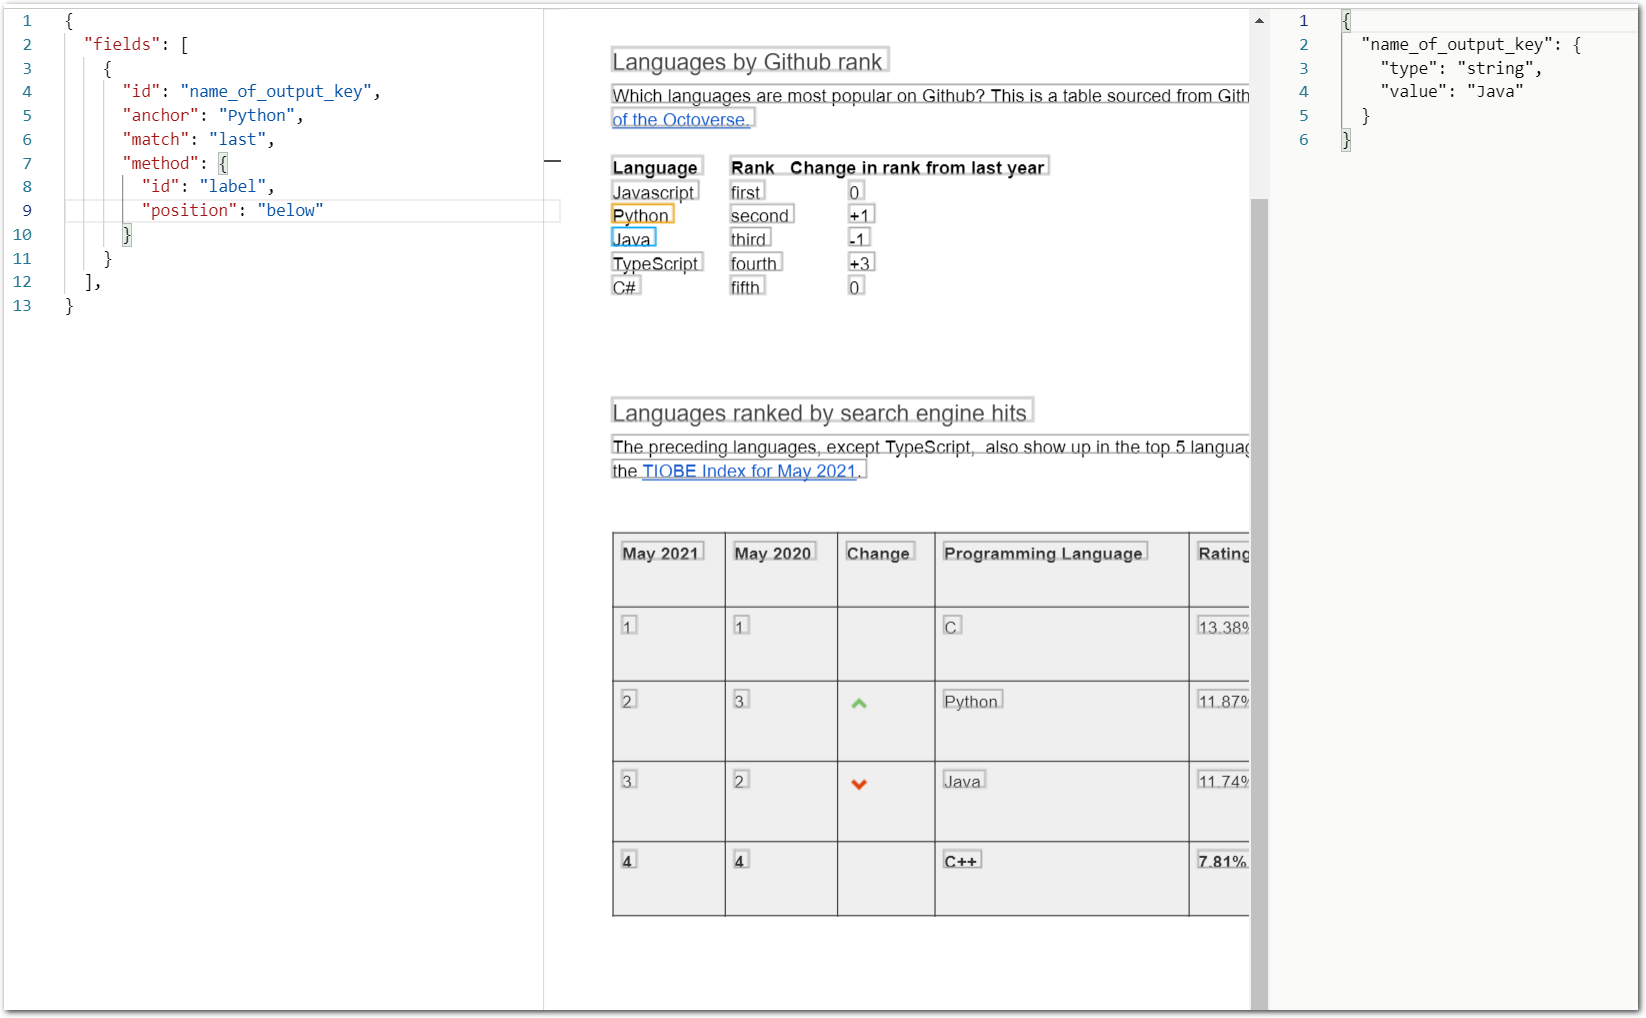 1 {
2 "fields": [
3 {
4 "id": "name_of_output_key",
5 "anchor": "Python",
6 "match": "last",
7 "method": {
8 "id": "label",
9 "position": "below"
10 }
11 }
12 ],
13 }
Languages by Github rank
Which languages are most popular on Github? This is a table sourced from Gith
of the Octoverse.
Language Rank Change in rank from last year
Javascript first 0
Python second +1
Java third -1
TypeScript fourth +3
C# fifth 0
Languages ranked by search engine hits
The preceding languages, except TypeScript, also show up in the top 5 languag
the TIOBE Index for May 2021.
May 2021 May 2020 Change Programming Language Rating
1 1 C 13.38%
2 3 Python 11.87%
3 2 Java 11.74%
4 4 C++ 7.81%
1 {
2 "name_of_output_key": {
3 "type": "string",
4 "value": "Java"
5 }
6 }